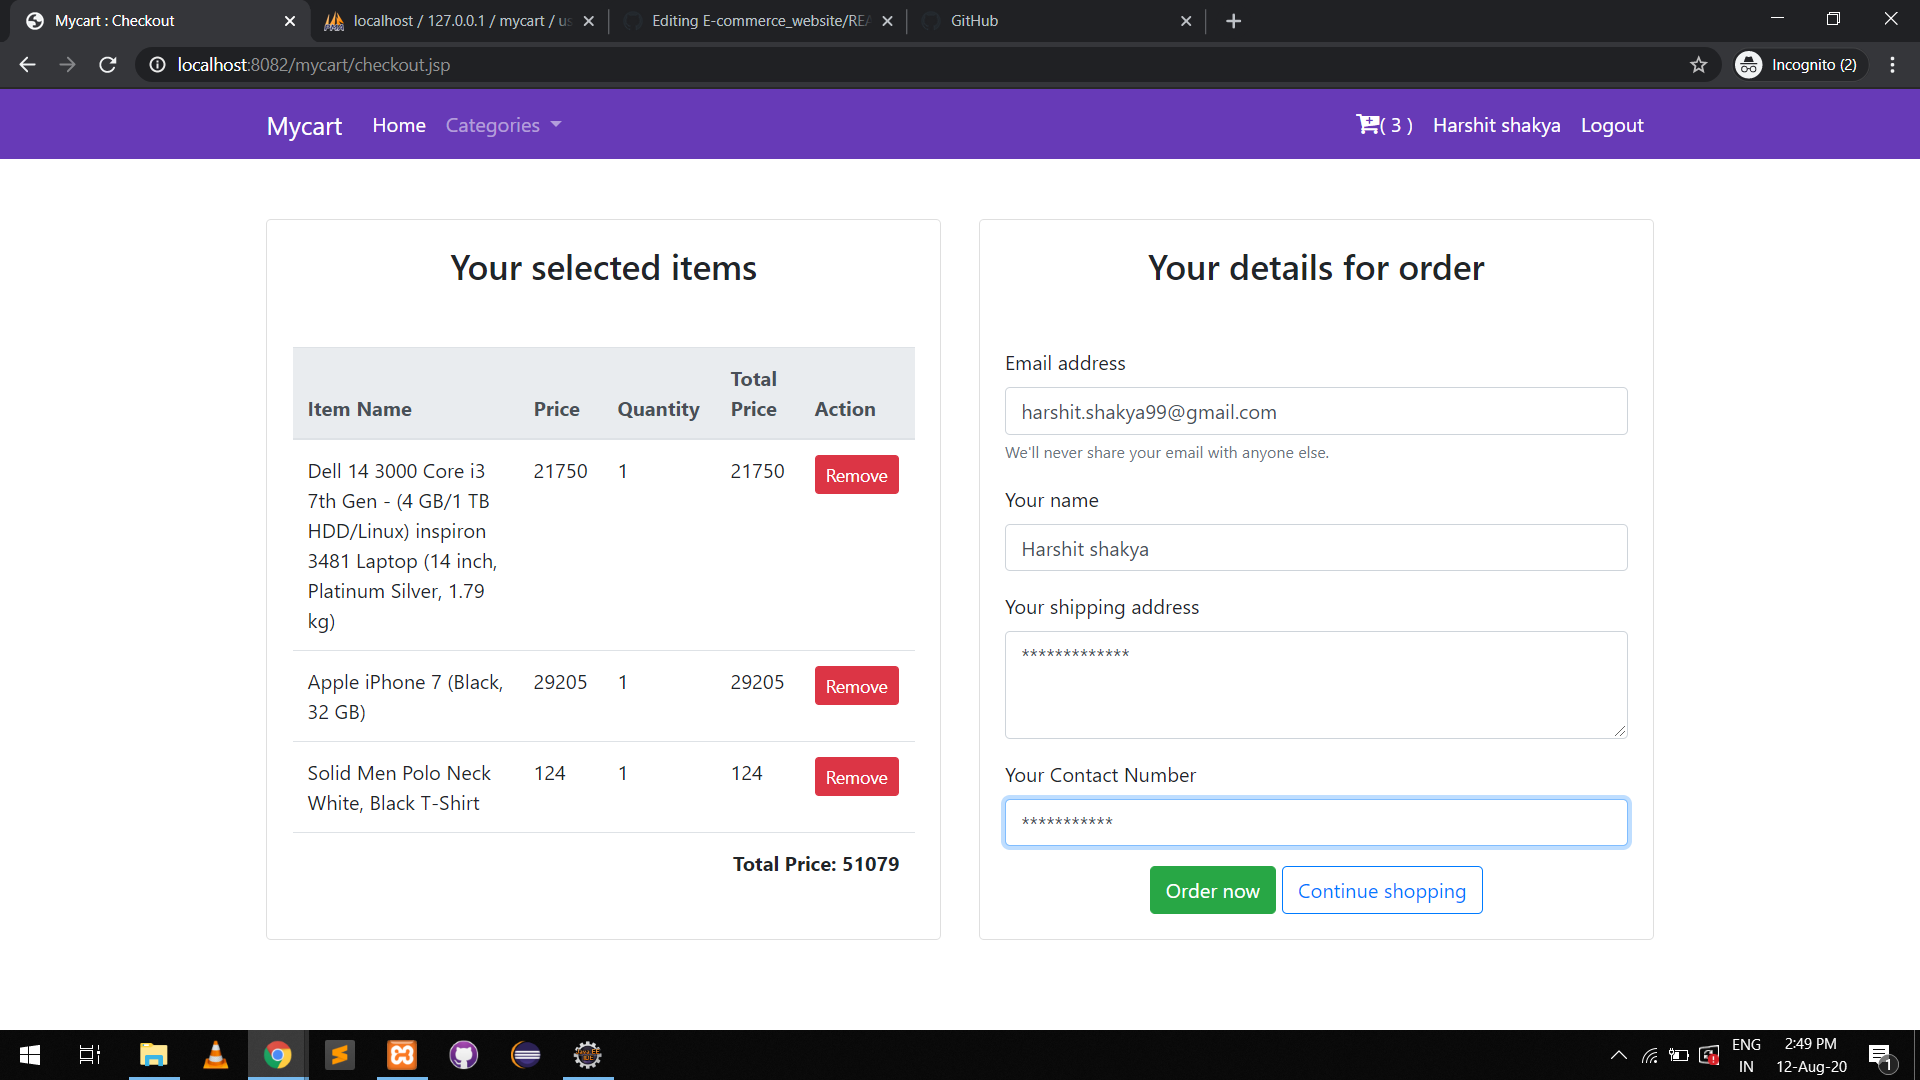 Mycart : Checkout
localhost / 127.0.0.1 / mycart / us
Editing E-commerce_website/REA
GitHub
localhost:8082/mycart/checkout.jsp
Incognito (2)
Mycart
Home
Categories
( 3 )
Harshit shakya
Logout
Your selected items
Item Name
Price
Quantity
Total
Price
Action
Dell 14 3000 Core i3
7th Gen - (4 GB/1 TB
HDD/Linux) inspiron
3481 Laptop (14 inch,
Platinum Silver, 1.79
kg)
21750
1
21750
Remove
Apple iPhone 7 (Black,
32 GB)
29205
1
29205
Remove
Solid Men Polo Neck
White, Black T-Shirt
124
1
124
Remove
Total Price: 51079
Your details for order
Email address
harshit.shakya99@gmail.com
We'll never share your email with anyone else.
Your name
Harshit shakya
Your shipping address
*************
Your Contact Number
***********
Order now
Continue shopping
ENG
IN
2:49 PM
12-Aug-20
1